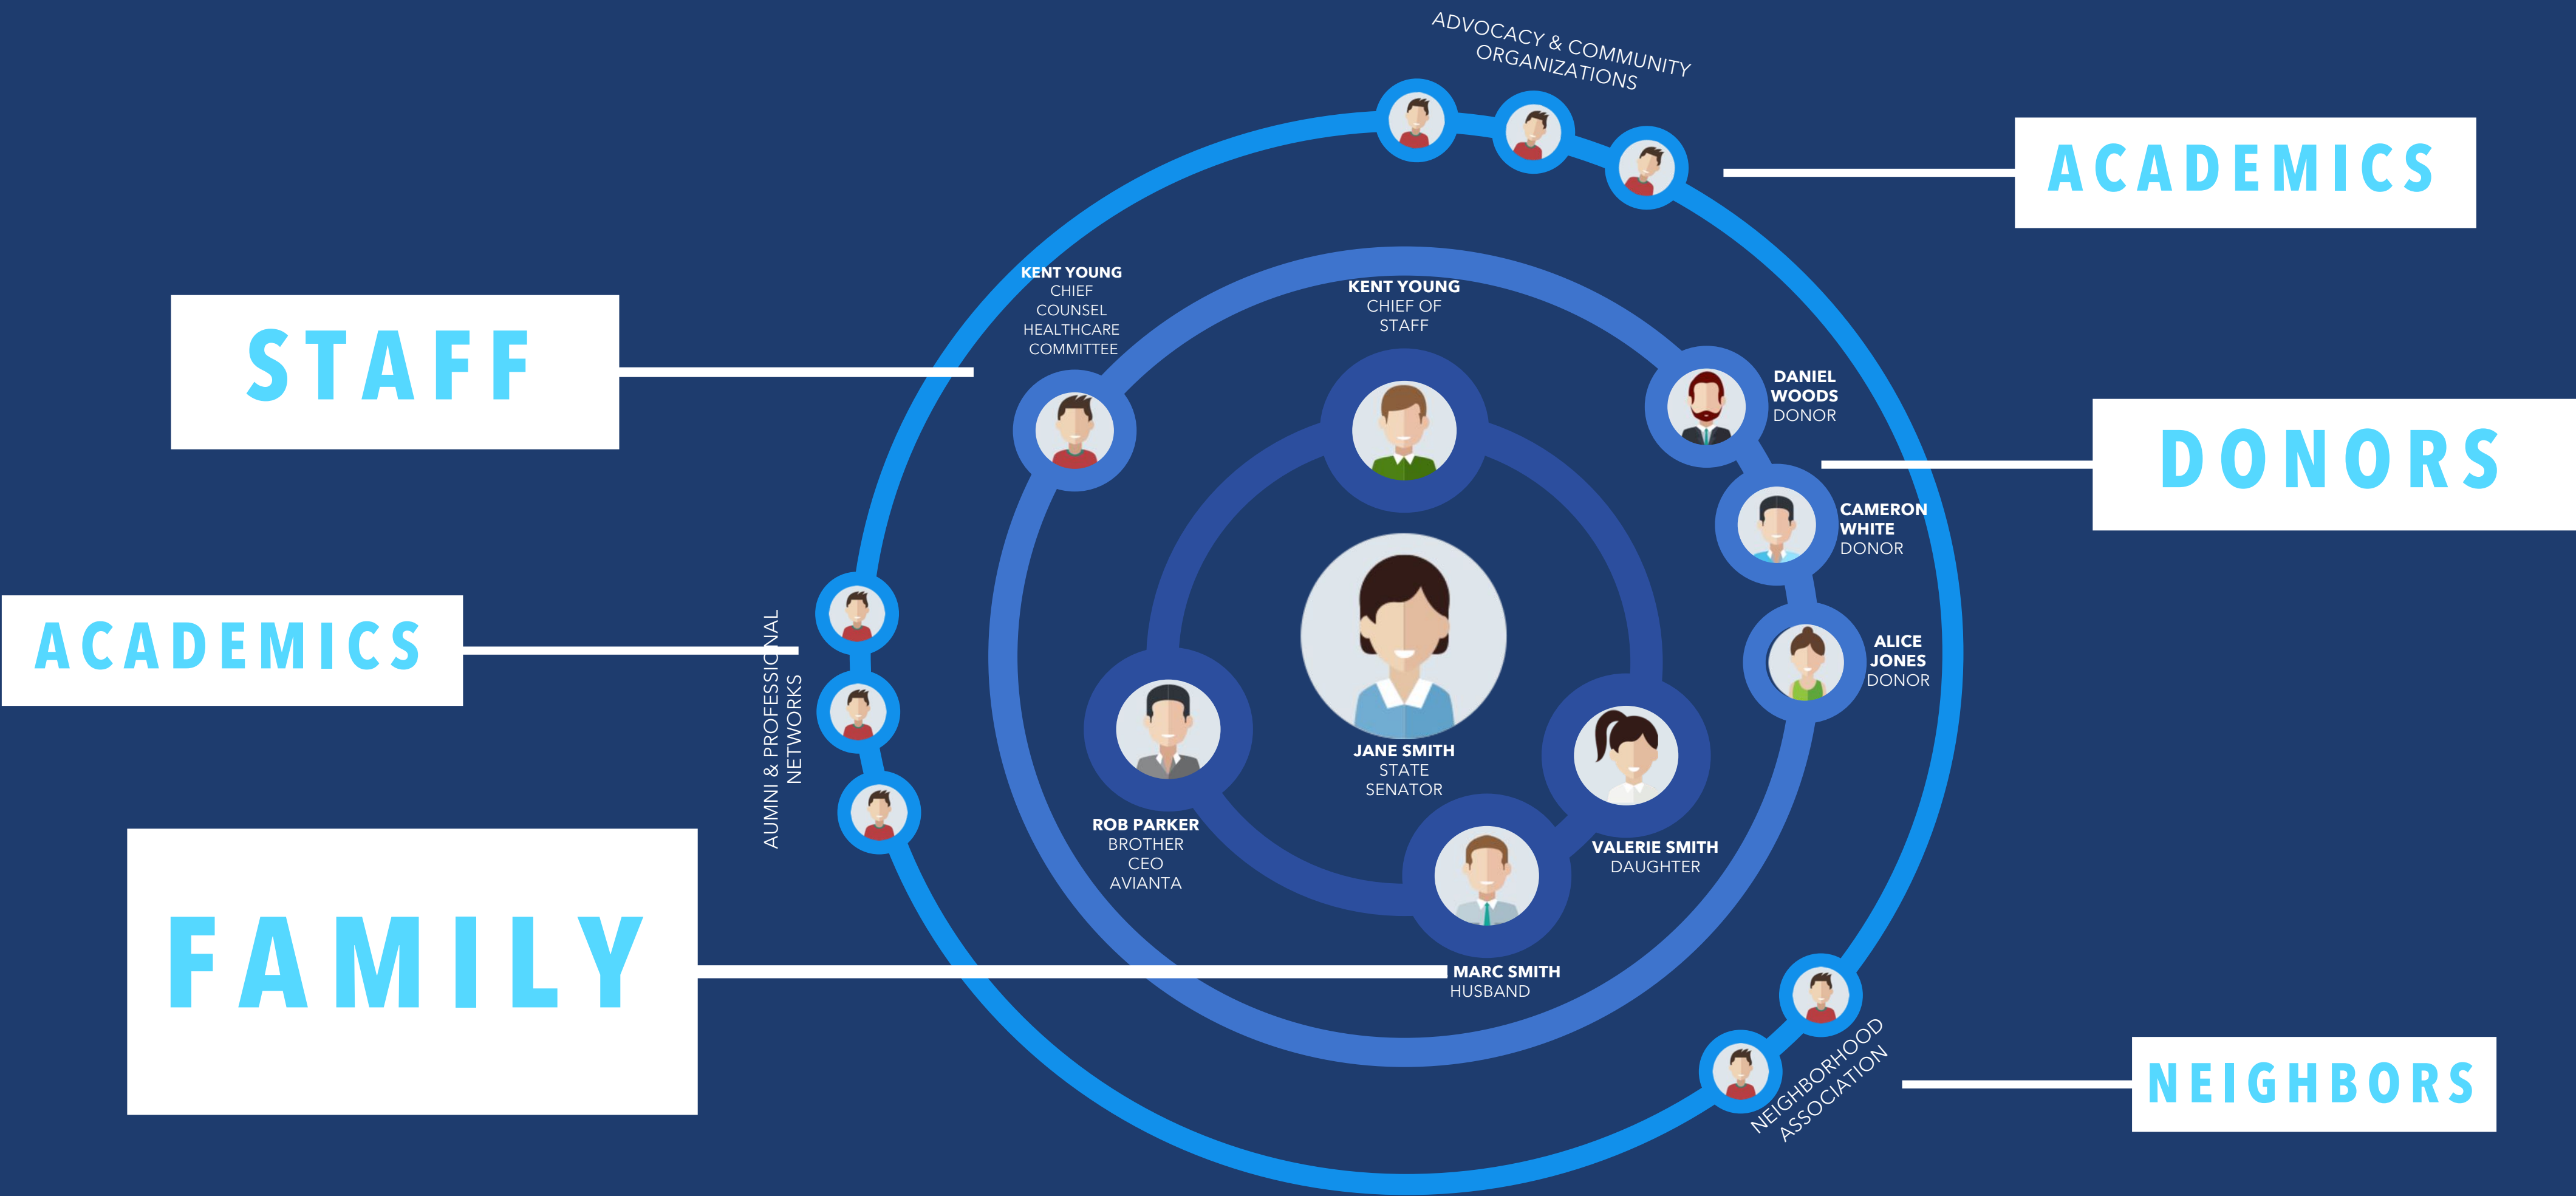 ADVOCACY & COMMUNITY
ORGANIZATIONS
ACADEMICS
KENT YOUNG
CHIEF
COUNSEL
HEALTHCARE
COMMITTEE
KENT YOUNG
CHIEF OF
STAFF
STAFF
DANIEL
WOODS
DONOR
DONORS
CAMERON
WHITE
DONOR
ACADEMICS
AUMNI & PROFESSIONAL
NETWORKS
ALICE
JONES
DONOR
JANE SMITH
STATE
SENATOR
ROB PARKER
BROTHER
CEO
AVIANTA
VALERIE SMITH
DAUGHTER
FAMILY
MARC SMITH
HUSBAND
NEIGHBORHOOD
ASSOCIATION
NEIGHBORS